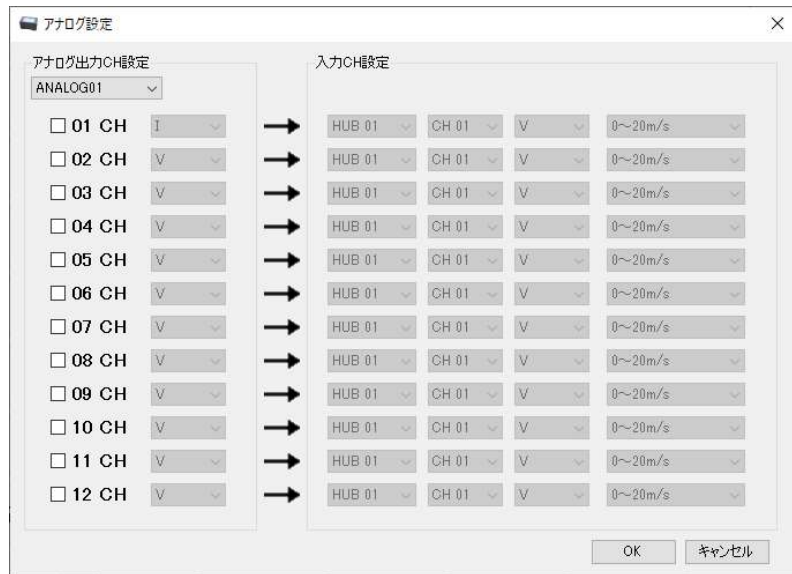 アナログ設定
アナログ出力CH設定
入力CH設定
ANALOG01
01 CH I HUB 01 CH 01 V 0～20m/s
02 CH V HUB 01 CH 01 V 0～20m/s
03 CH V HUB 01 CH 01 V 0～20m/s
04 CH V HUB 01 CH 01 V 0～20m/s
05 CH V HUB 01 CH 01 V 0～20m/s
06 CH V HUB 01 CH 01 V 0～20m/s
07 CH V HUB 01 CH 01 V 0～20m/s
08 CH V HUB 01 CH 01 V 0～20m/s
09 CH V HUB 01 CH 01 V 0～20m/s
10 CH V HUB 01 CH 01 V 0～20m/s
11 CH V HUB 01 CH 01 V 0～20m/s
12 CH V HUB 01 CH 01 V 0～20m/s
OK キャンセル